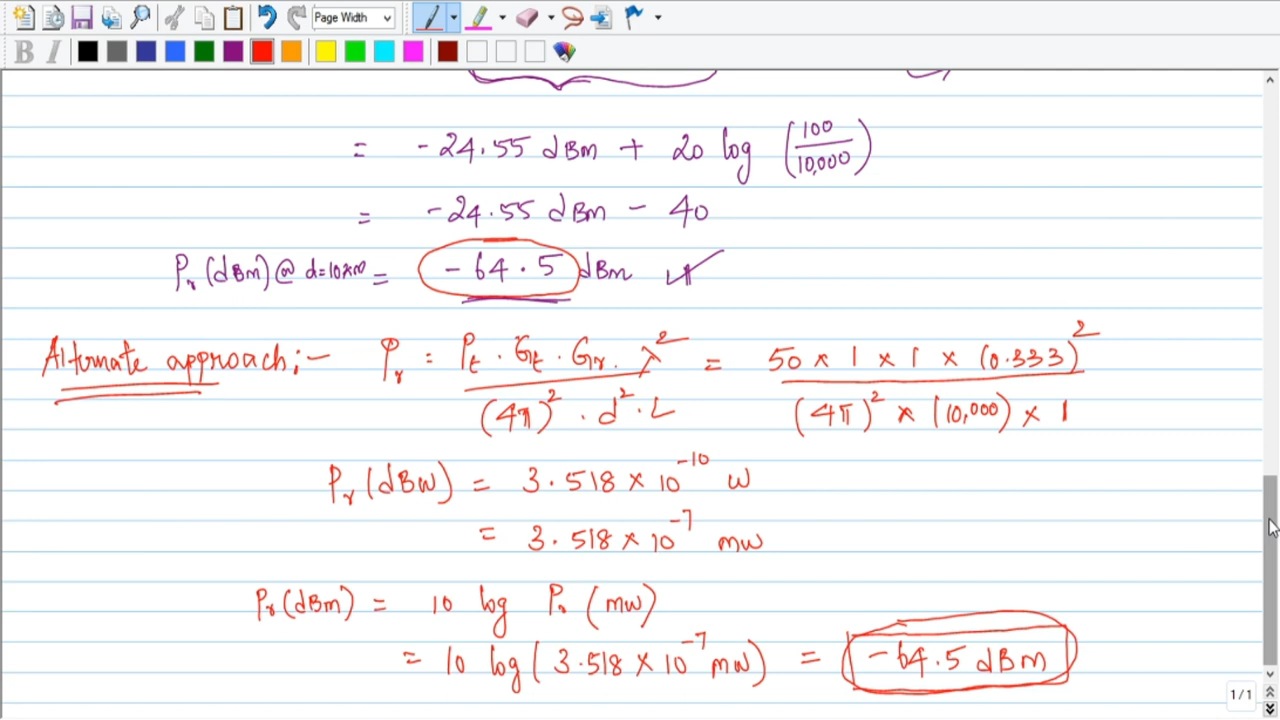 Page Width
B I
= -24.55 dBm + 20 log (100/10,000)
= -24.55 dBm - 40
Pr (dBm) @ d=10km = -64.5 dBm
Alternate approach :- Pr = Pt . Gt . Gr . λ² / (4π)² . d² . L = 50 × 1 × 1 × (0.333)² / (4π)² × (10,000) × 1
Pr (dBW) = 3.518 × 10⁻¹⁰ W
= 3.518 × 10⁻⁷ mW
Pr (dBm) = 10 log Pr (mW)
= 10 log ( 3.518 × 10⁻⁷ mW) = -64.5 dBm
1/1